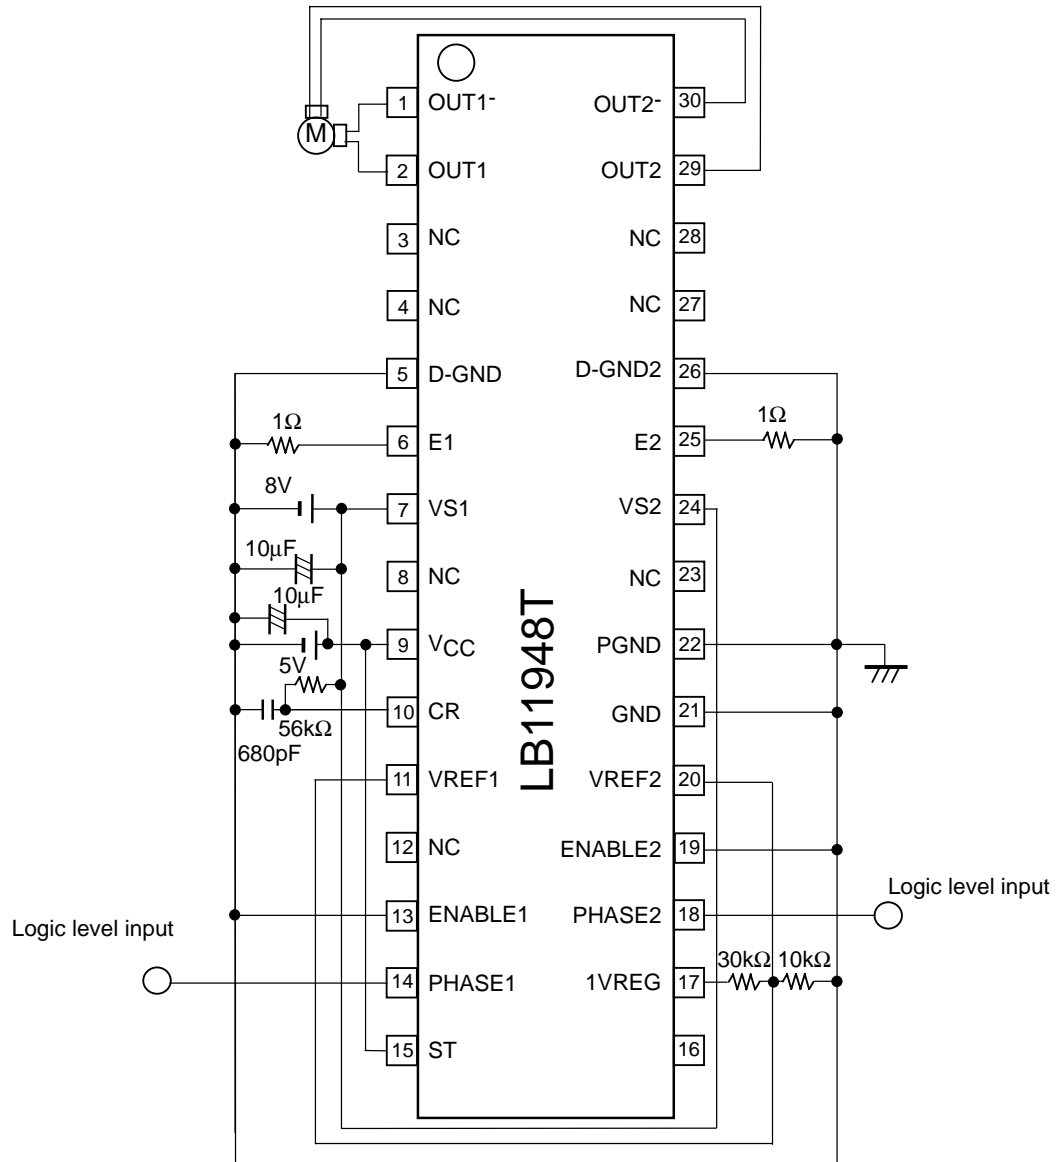 M
1 OUT1- OUT2- 30
2 OUT1 OUT2 29
3 NC NC 28
4 NC NC 27
5 D-GND D-GND2 26
1Ω 1Ω
6 E1 E2 25
8V
7 VS1 VS2 24
10μF
8 NC NC 23
10μF
9 VCC PGND 22
5V
10 CR GND 21
56kΩ
680pF
LB11948T
11 VREF1 VREF2 20
12 NC ENABLE2 19
Logic level input
13 ENABLE1 PHASE2 18
Logic level input
30kΩ 10kΩ
14 PHASE1 1VREG 17
15 ST 16